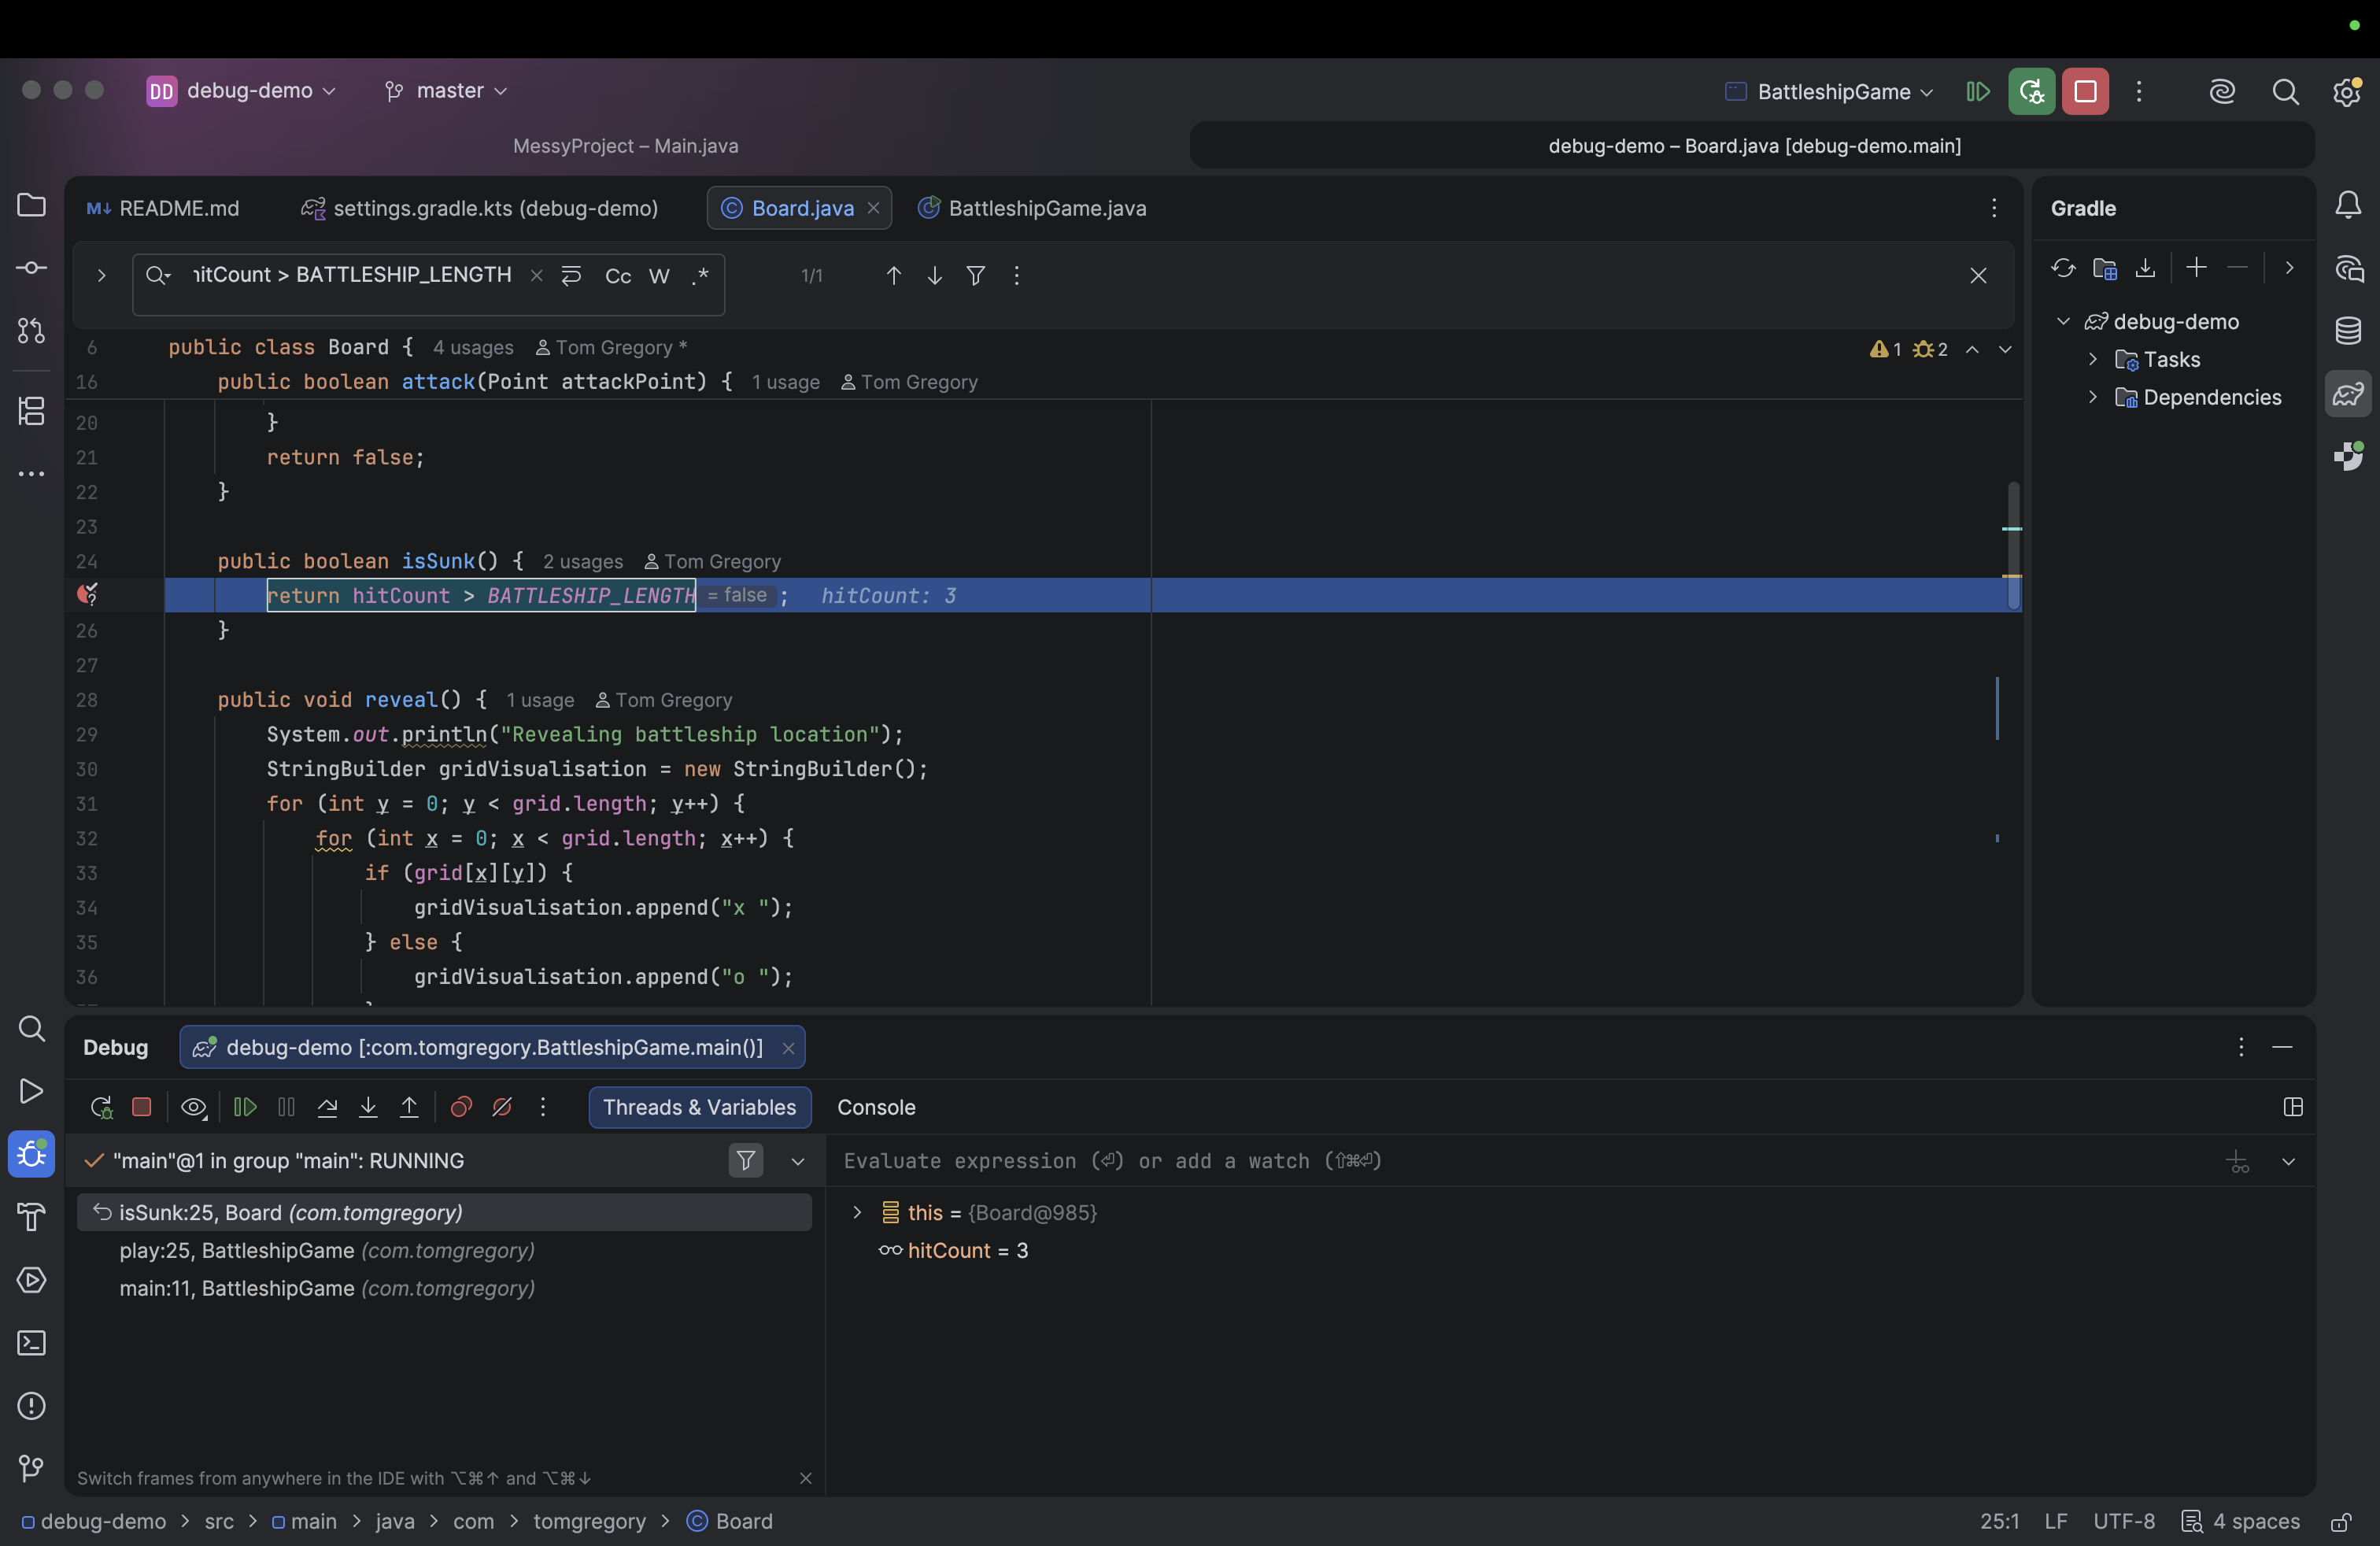 DD debug-demo master BattleshipGame
MessyProject – Main.java debug-demo – Board.java [debug-demo.main]
M↓ README.md settings.gradle.kts (debug-demo) Board.java BattleshipGame.java
hitCount > BATTLESHIP_LENGTH Cc W .* 1/1
6 public class Board { 4 usages Tom Gregory *
1 2
16 public boolean attack(Point attackPoint) { 1 usage Tom Gregory
20 }
21 return false;
22 }
23
24 public boolean isSunk() { 2 usages Tom Gregory
return hitCount > BATTLESHIP_LENGTH = false ; hitCount: 3
26 }
27
28 public void reveal() { 1 usage Tom Gregory
29 System.out.println("Revealing battleship location");
30 StringBuilder gridVisualisation = new StringBuilder();
31 for (int y = 0; y < grid.length; y++) {
32 for (int x = 0; x < grid.length; x++) {
33 if (grid[x][y]) {
34 gridVisualisation.append("x ");
35 } else {
36 gridVisualisation.append("o ");
Gradle
debug-demo
Tasks
Dependencies
Debug debug-demo [:com.tomgregory.BattleshipGame.main()]
Threads & Variables Console
"main"@1 in group "main": RUNNING
isSunk:25, Board (com.tomgregory)
play:25, BattleshipGame (com.tomgregory)
main:11, BattleshipGame (com.tomgregory)
Switch frames from anywhere in the IDE with ⌥⌘↑ and ⌥⌘↓
Evaluate expression (⏎) or add a watch (⇧⌘⏎)
this = {Board@985}
hitCount = 3
debug-demo > src > main > java > com > tomgregory > Board
25:1 LF UTF-8 4 spaces